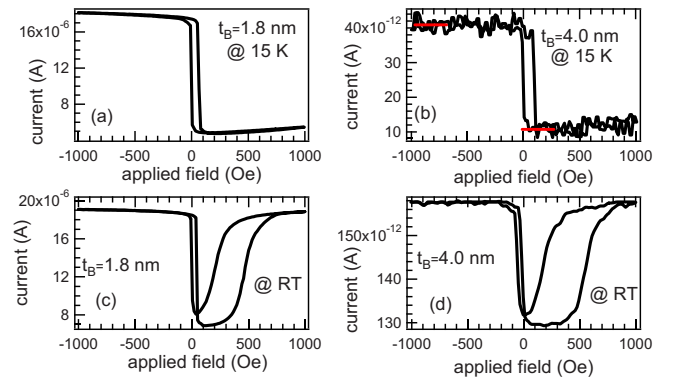 16x10⁻⁶
12
8
current (A)
t_B=1.8 nm
@ 15 K
(a)
-1000 -500 0 500 1000
applied field (Oe)
40x10⁻¹²
30
20
10
current (A)
t_B=4.0 nm
@ 15 K
(b)
-1000 -500 0 500 1000
applied field (Oe)
20x10⁻⁶
16
12
8
current (A)
t_B=1.8 nm
@ RT
(c)
-1000 -500 0 500 1000
applied field (Oe)
150x10⁻¹²
140
130
current (A)
t_B=4.0 nm
@ RT
(d)
-1000 -500 0 500 1000
applied field (Oe)